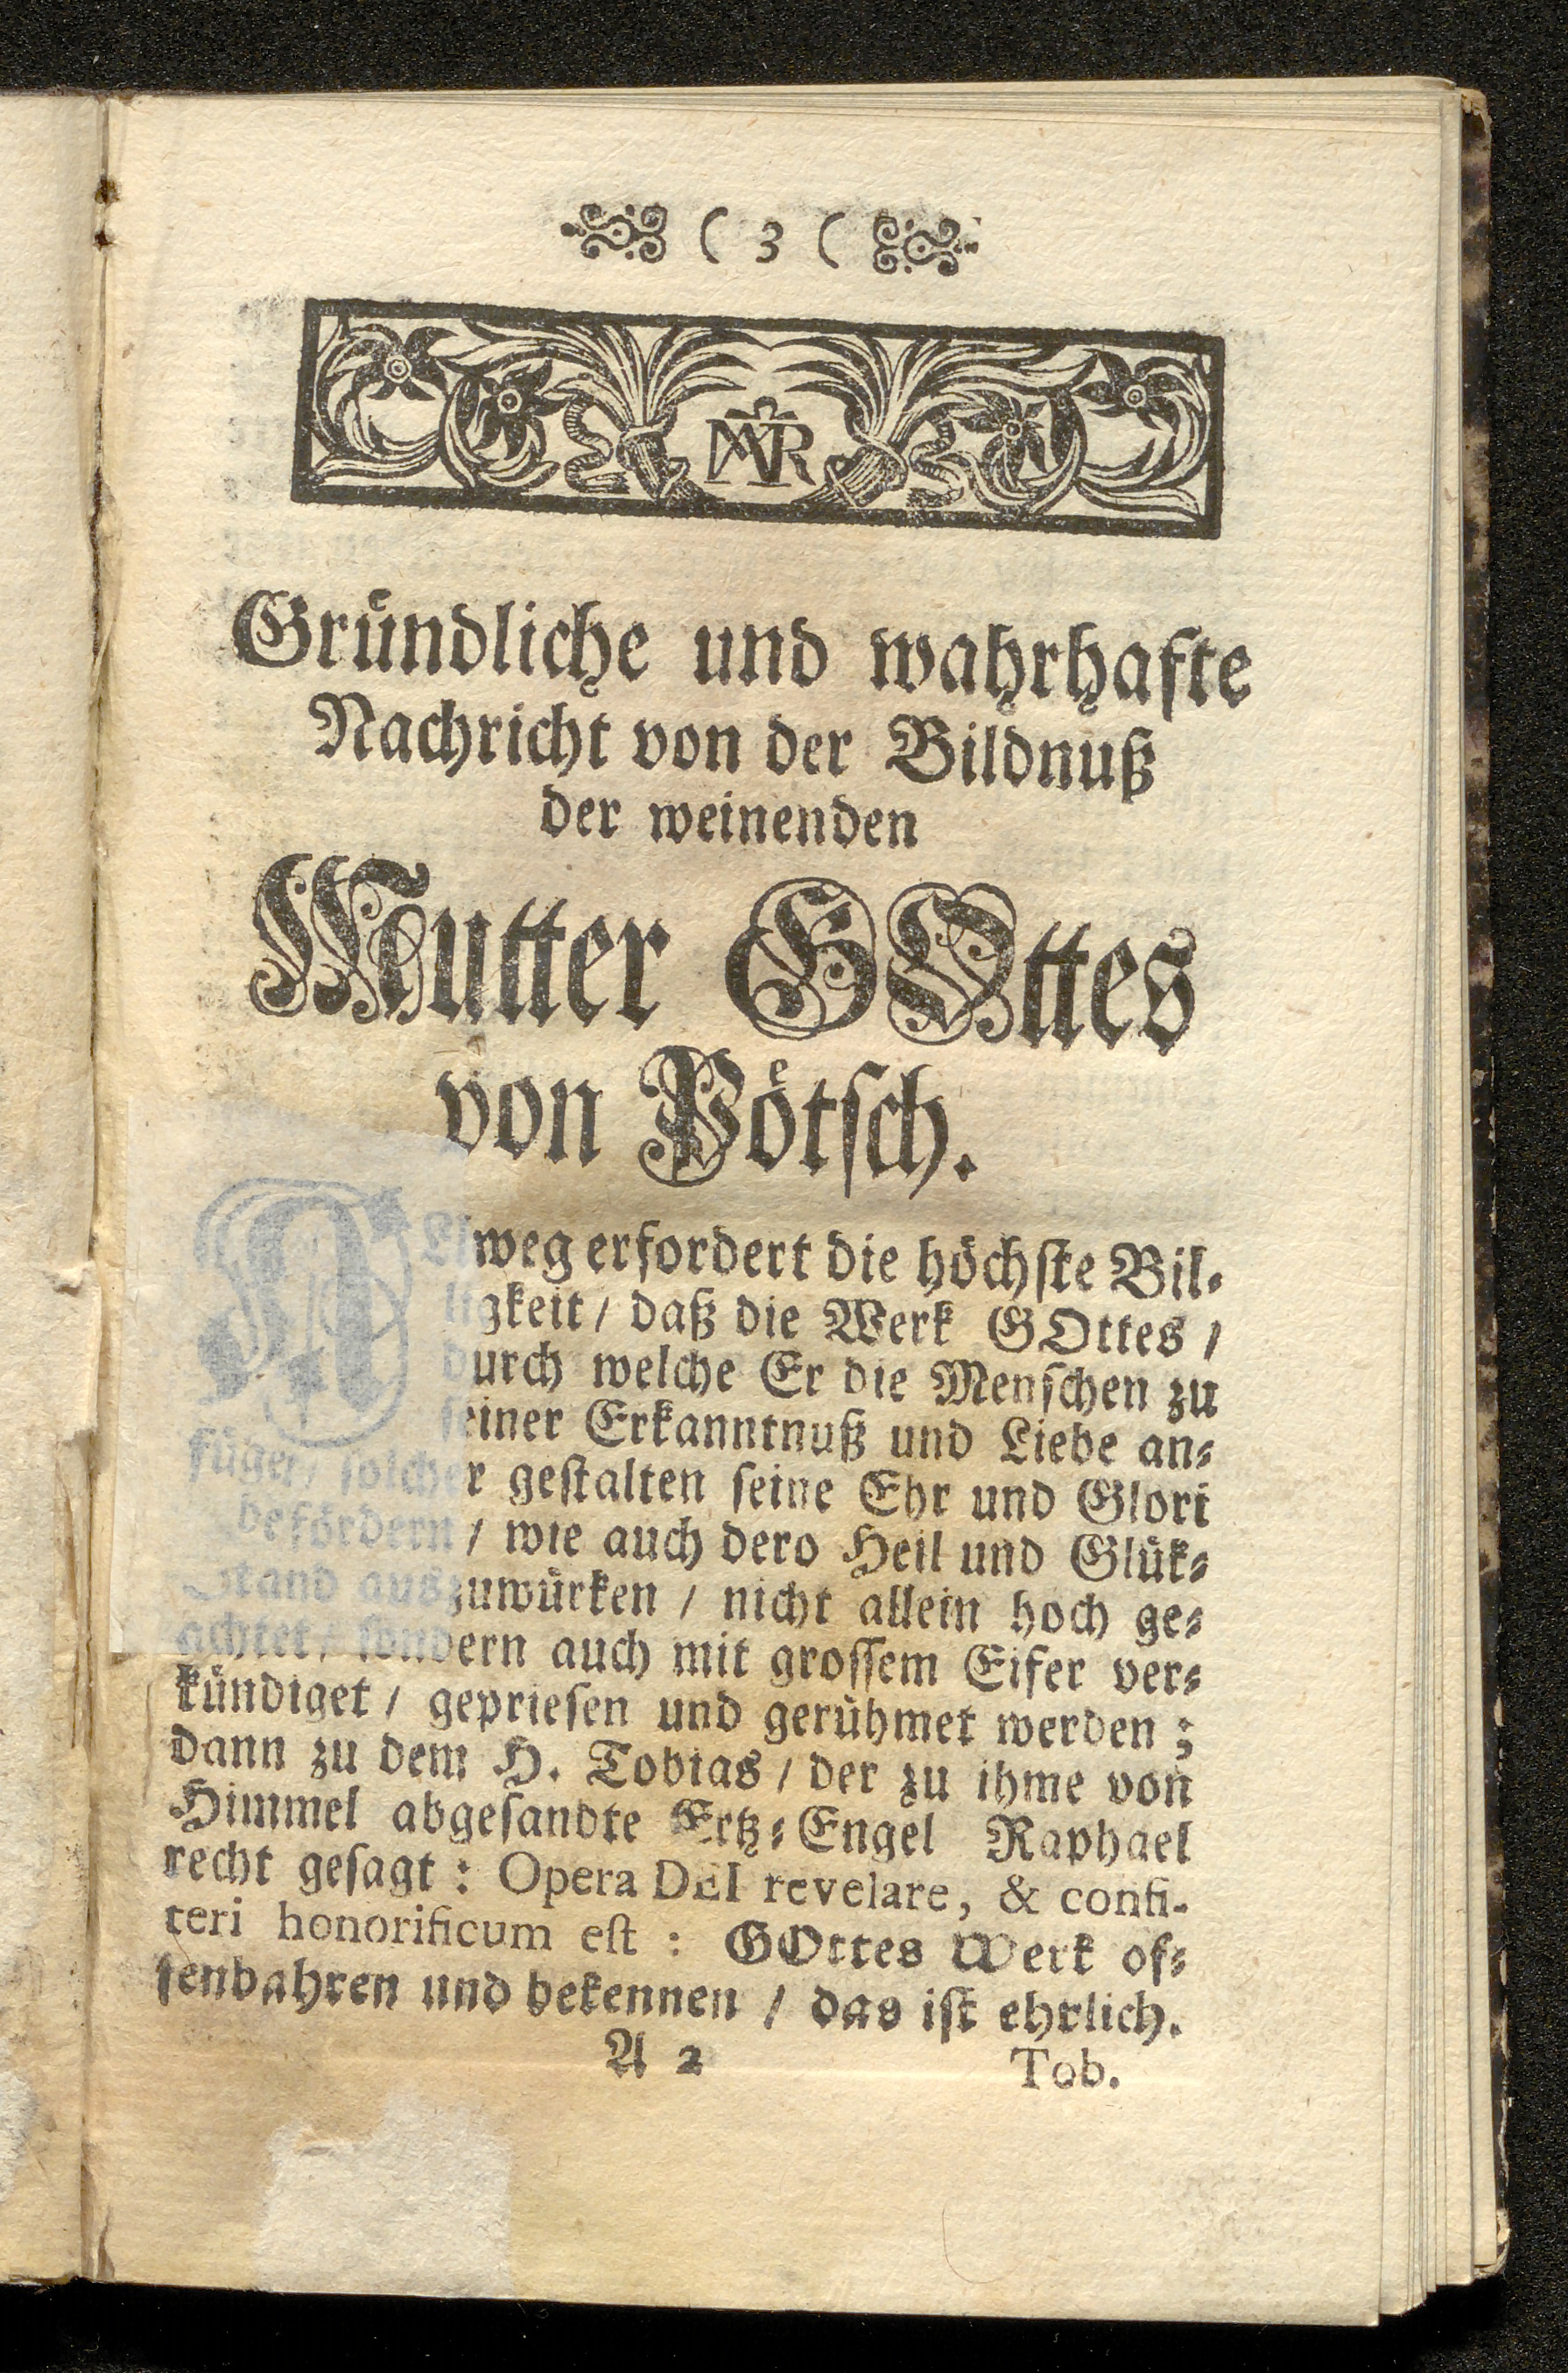 ( 3 (
MAR
Gründliche und wahrhafte
Nachricht von der Bildnuß
der weinenden
Mutter GOttes
von Pötsch.
ALlweg erfordert die höchste Bil-
ligkeit / daß die Werk GOttes /
durch welche Er die Menschen zu
seiner Erkanntnuß und Liebe an-
füget / solcher gestalten seine Ehr und Glori
befördern / wie auch dero Heil und Glük-
Stand auszuwürken / nicht allein hoch ge-
achtet / sondern auch mit grossem Eifer ver-
kündiget / gepriesen und gerühmet werden ;
dann zu dem H. Tobias / der zu ihme von
Himmel abgesandte Ertz-Engel Raphael
recht gesagt : Opera DEI revelare, & confi-
teri honorificum est : GOttes Werk of-
fenbahren und bekennen / das ist ehrlich.
A 2
Tob.